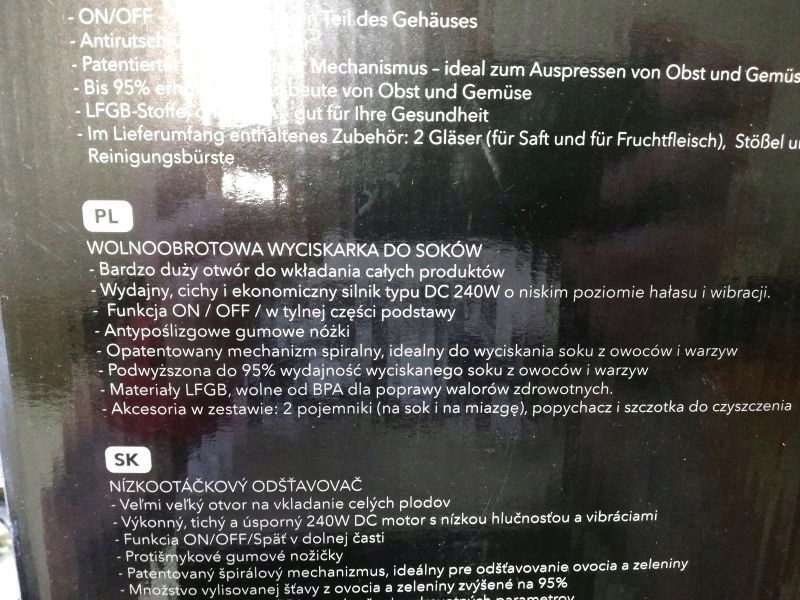 - ON/OFF Teil des Gehäuses
- Antirutsch
- Patentierter Mechanismus – ideal zum Auspressen von Obst und Gemüs
- Bis 95% von Obst und Gemüse
- LFGB-Stoffe, gut für Ihre Gesundheit
- Im Lieferumfang enthaltenes Zubehör: 2 Gläser (für Saft und für Fruchtfleisch), Stößel un
Reinigungsbürste
PL
WOLNOOBROTOWA WYCISKARKA DO SOKÓW
- Bardzo duży otwór do wkładania całych produktów
- Wydajny, cichy i ekonomiczny silnik typu DC 240W o niskim poziomie hałasu i wibracji.
- Funkcja ON / OFF / w tylnej części podstawy
- Antypoślizgowe gumowe nóżki
- Opatentowany mechanizm spiralny, idealny do wyciskania soku z owoców i warzyw
- Podwyższona do 95% wydajność wyciskanego soku z owoców i warzyw
- Materiały LFGB, wolne od BPA dla poprawy walorów zdrowotnych.
- Akcesoria w zestawie: 2 pojemniki (na sok i na miazgę), popychacz i szczotka do czyszczenia
SK
NÍZKOOTÁČKOVÝ ODŠŤAVOVAČ
- Veľmi veľký otvor na vkladanie celých plodov
- Výkonný, tichý a úsporný 240W DC motor s nízkou hlučnosťou a vibráciami
- Funkcia ON/OFF/Späť v dolnej časti
- Protišmykové gumové nožičky
- Patentovaný špirálový mechanizmus, ideálny pre odšťavovanie ovocia a zeleniny
- Množstvo vylisovanej šťavy z ovocia a zeleniny zvýšené na 95%